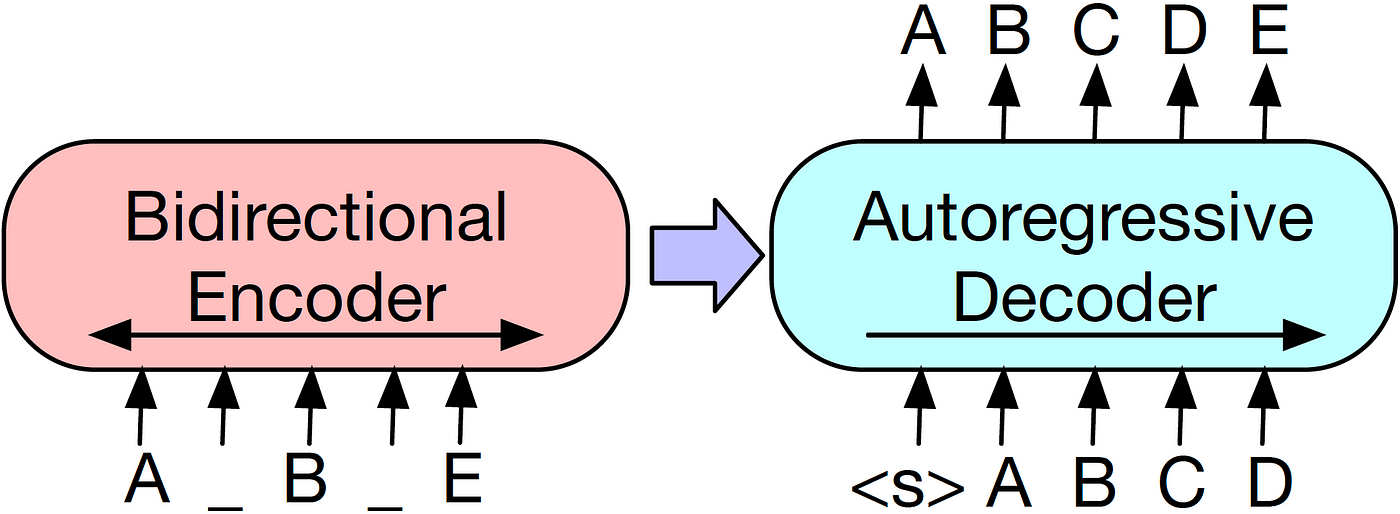 A B C D E
Bidirectional
Encoder
Autoregressive
Decoder
A _ B _ E
<s> A B C D